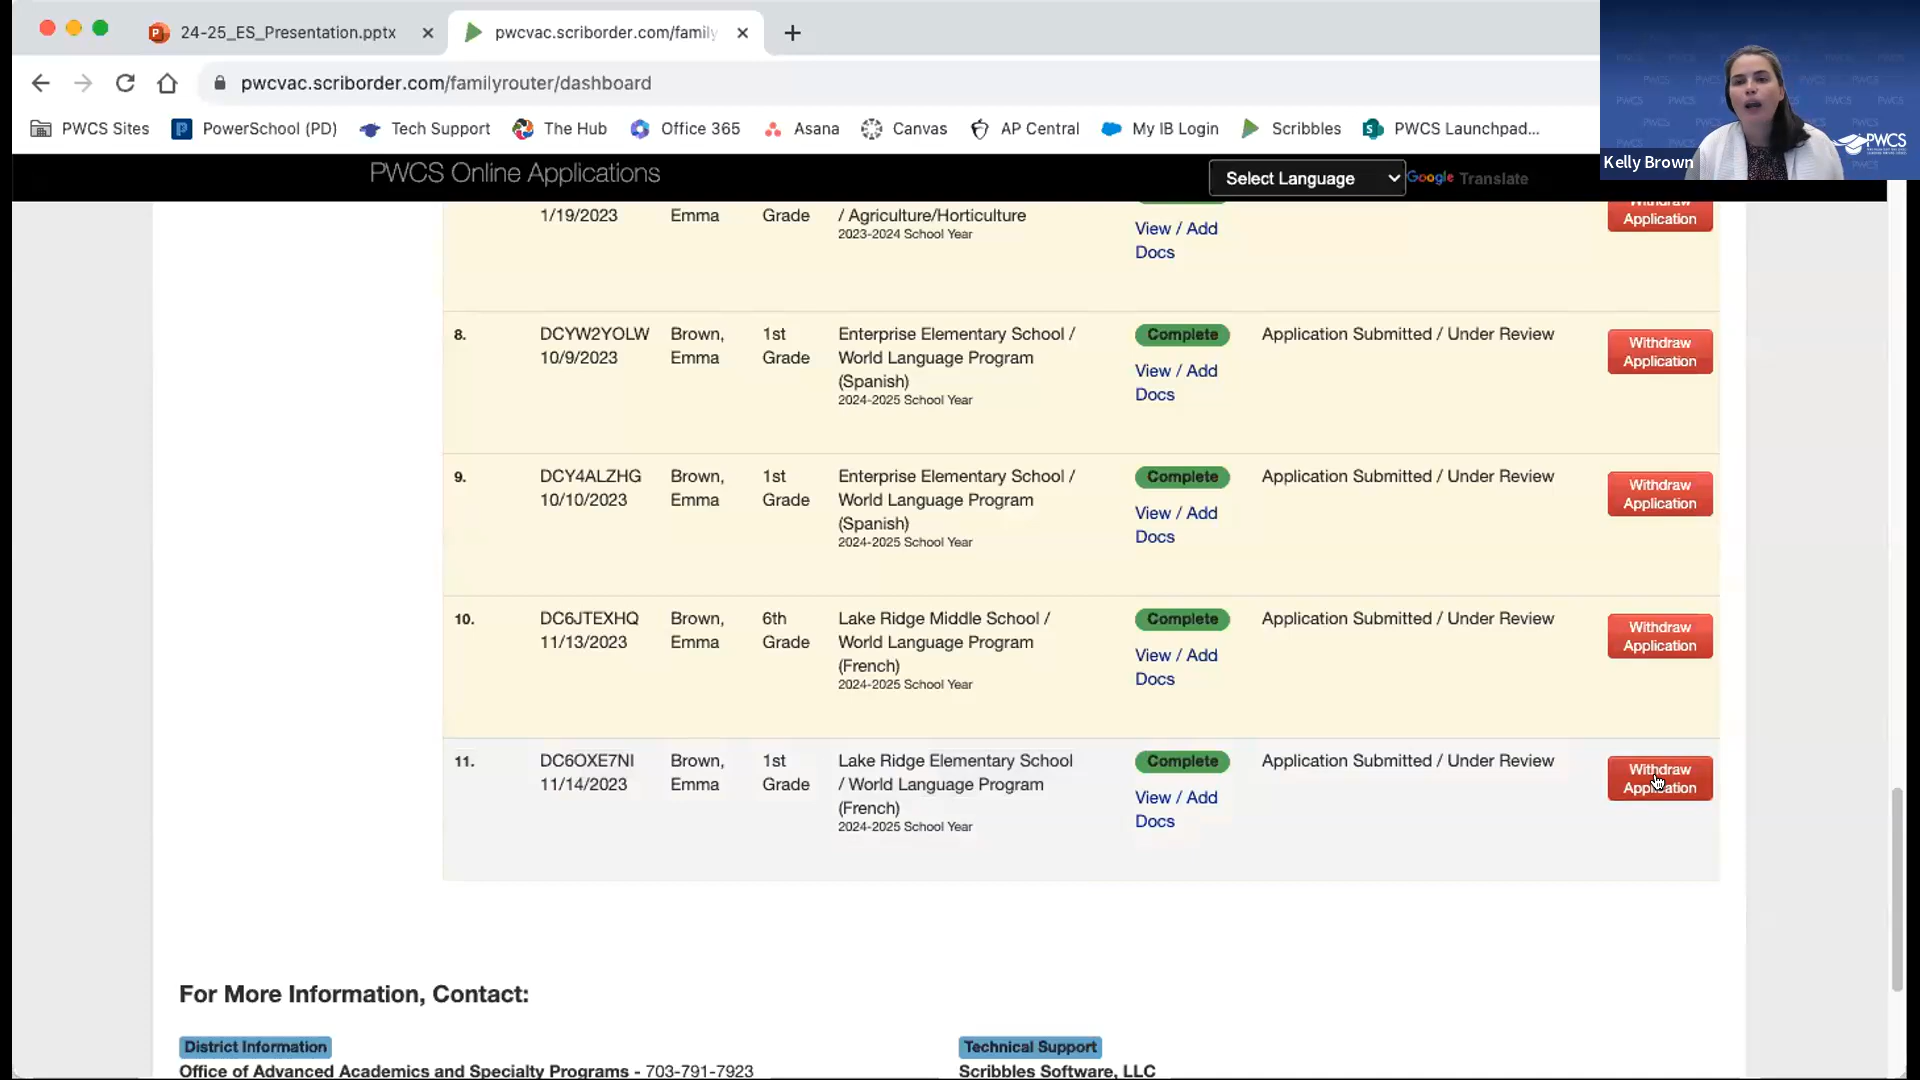 24-25_ES_Presentation.pptx
pwcvac.scriborder.com/family
pwcvac.scriborder.com/familyrouter/dashboard
PWCS Sites PowerSchool (PD) Tech Support The Hub Office 365 Asana Canvas AP Central My IB Login Scribbles PWCS Launchpad...
PWCS
Kelly Brown
PWCS Online Applications
Select Language
Google Translate
1/19/2023 Emma Grade / Agriculture/Horticulture
2023-2024 School Year
View / Add
Docs
Withdraw
Application
8. DCYW2YOLW Brown, 1st Enterprise Elementary School / Complete Application Submitted / Under Review
10/9/2023 Emma Grade World Language Program
(Spanish)
2024-2025 School Year
View / Add
Docs
Withdraw
Application
9. DCY4ALZHG Brown, 1st Enterprise Elementary School / Complete Application Submitted / Under Review
10/10/2023 Emma Grade World Language Program
(Spanish)
2024-2025 School Year
View / Add
Docs
Withdraw
Application
10. DC6JTEXHQ Brown, 6th Lake Ridge Middle School / Complete Application Submitted / Under Review
11/13/2023 Emma Grade World Language Program
(French)
2024-2025 School Year
View / Add
Docs
Withdraw
Application
11. DC6OXE7NI Brown, 1st Lake Ridge Elementary School Complete Application Submitted / Under Review
11/14/2023 Emma Grade / World Language Program
(French)
2024-2025 School Year
View / Add
Docs
Withdraw
Application
For More Information, Contact:
District Information
Office of Advanced Academics and Specialty Programs - 703-791-7923
Technical Support
Scribbles Software, LLC